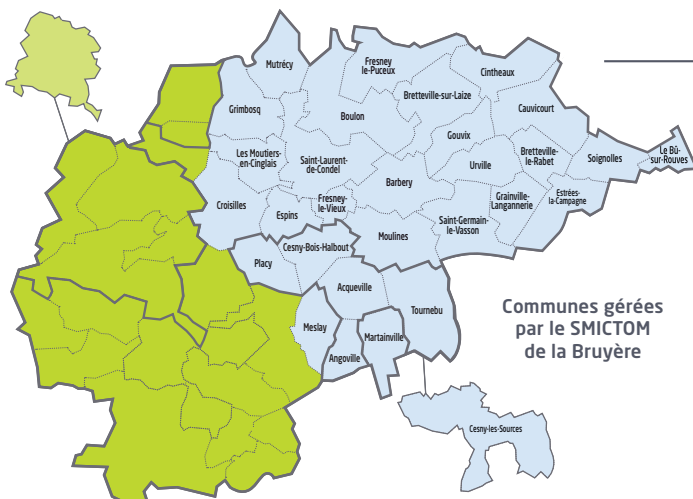 Mutrécy
Fresney
le-Puceux
Cintheaux
Bretteville-sur-Laize
Grimbosq
Boulon
Cauvicourt
Gouvix
Les Moutiers-
en-Cinglais
Saint-Laurent-
de-Condel
Barbery
Urville
Bretteville-
le-Rabet
Soignolles
Le Bû-
sur-Rouves
Croisilles
Espins
Fresney-
le-Vieux
Grainville-
Langannerie
Estrées-
la-Campagne
Saint-Germain-
le-Vasson
Moulines
Cesny-Bois-Halbout
Placy
Acqueville
Tournebu
Meslay
Martainville
Angoville
Communes gérées
par le SMICTOM
de la Bruyère
Cesny-les-Sources